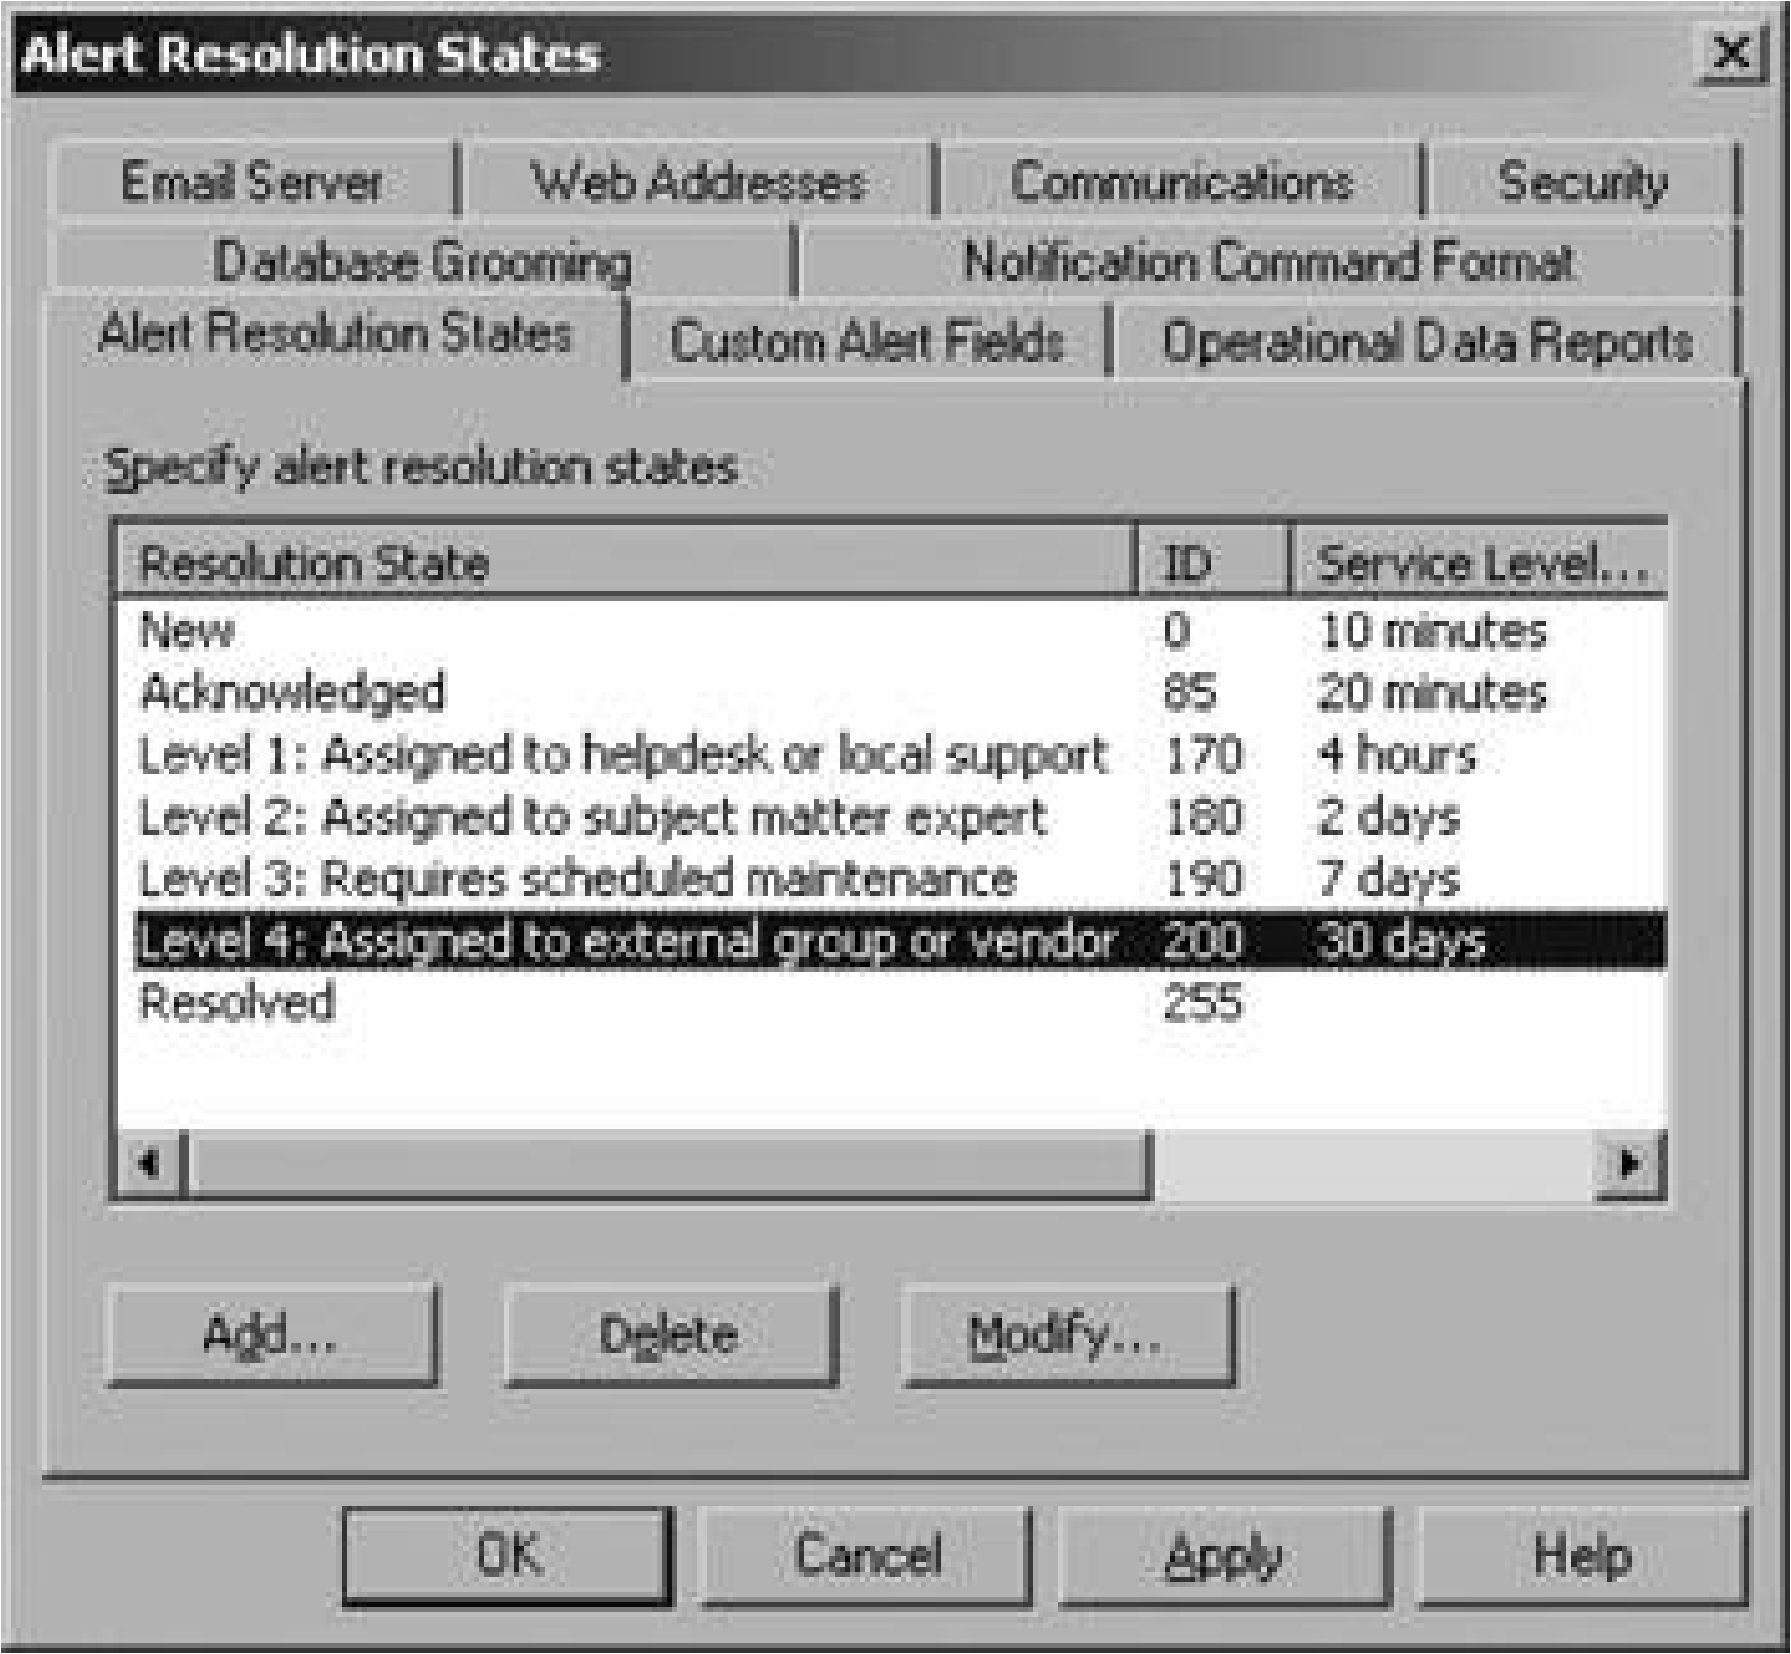 Alert Resolution States
Email Server Web Addresses Communications Security
Database Grooming Notification Command Format
Alert Resolution States Custom Alert Fields Operational Data Reports
Specify alert resolution states
Resolution State ID Service Level...
New 0 10 minutes
Acknowledged 85 20 minutes
Level 1: Assigned to helpdesk or local support 170 4 hours
Level 2: Assigned to subject matter expert 180 2 days
Level 3: Requires scheduled maintenance 190 7 days
Level 4: Assigned to external group or vendor 200 30 days
Resolved 255
Add... Delete Modify...
OK Cancel Apply Help